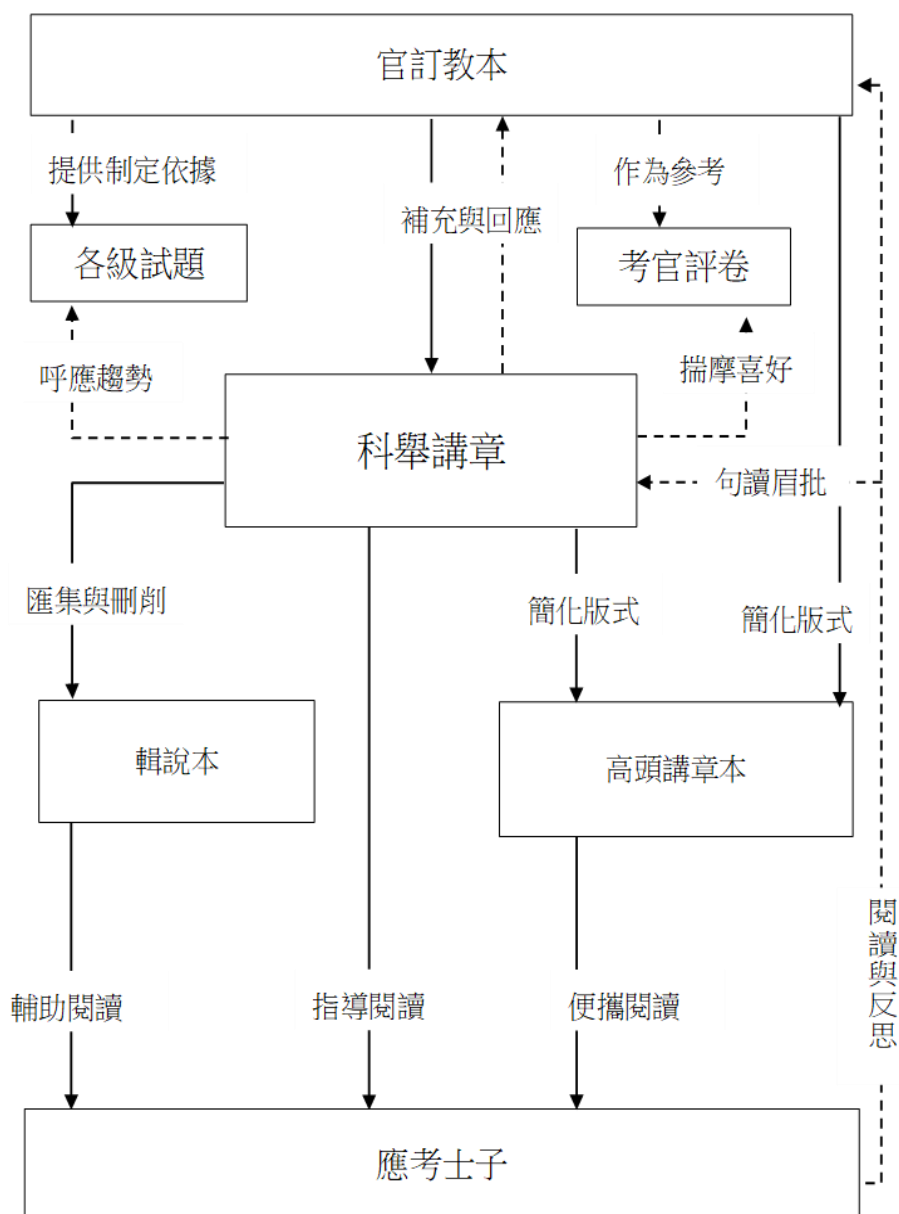 官訂教本
提供制定依據
作為參考
補充與回應
各級試題
考官評卷
呼應趨勢
揣摩喜好
科舉講章
句讀眉批
匯集與刪削
簡化版式
簡化版式
輯說本
高頭講章本
閱讀與反思
輔助閱讀
指導閱讀
便攜閱讀
應考士子